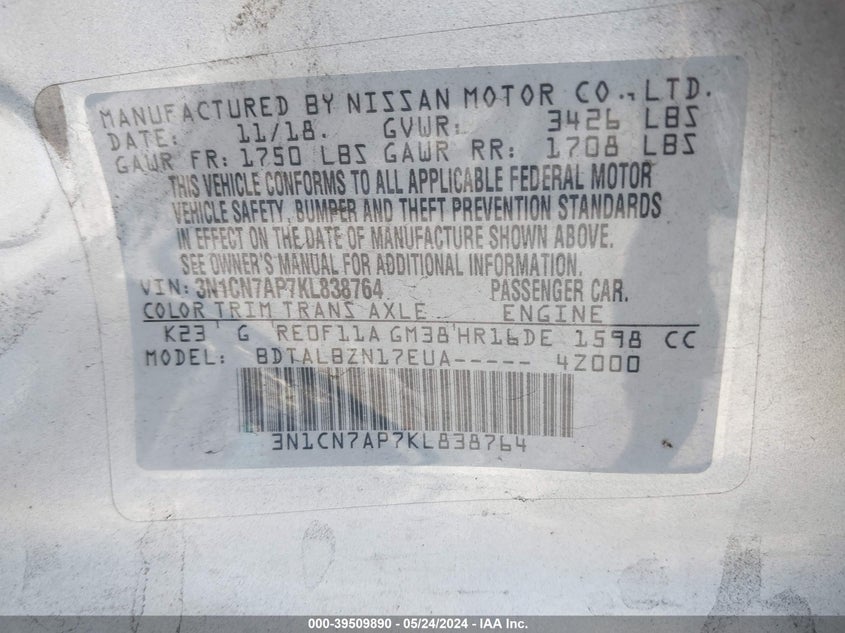 MANUFACTURED BY NISSAN MOTOR CO., LTD.
DATE: 11/18. GVWR: 3426 LBS
GAWR FR: 1750 LBS GAWR RR: 1708 LBS
THIS VEHICLE CONFORMS TO ALL APPLICABLE FEDERAL MOTOR
VEHICLE SAFETY, BUMPER AND THEFT PREVENTION STANDARDS
IN EFFECT ON THE DATE OF MANUFACTURE SHOWN ABOVE.
SEE OWNER'S MANUAL FOR ADDITIONAL INFORMATION.
VIN: 3N1CN7AP7KL838764 PASSENGER CAR.
COLOR TRIM TRANS AXLE ENGINE
K23 G RE0F11A GM38 HR16DE 1598 CC
MODEL: BDTALBZN17EUA----- 42000
3N1CN7AP7KL838764
000-39509890 - 05/24/2024 - IAA Inc.